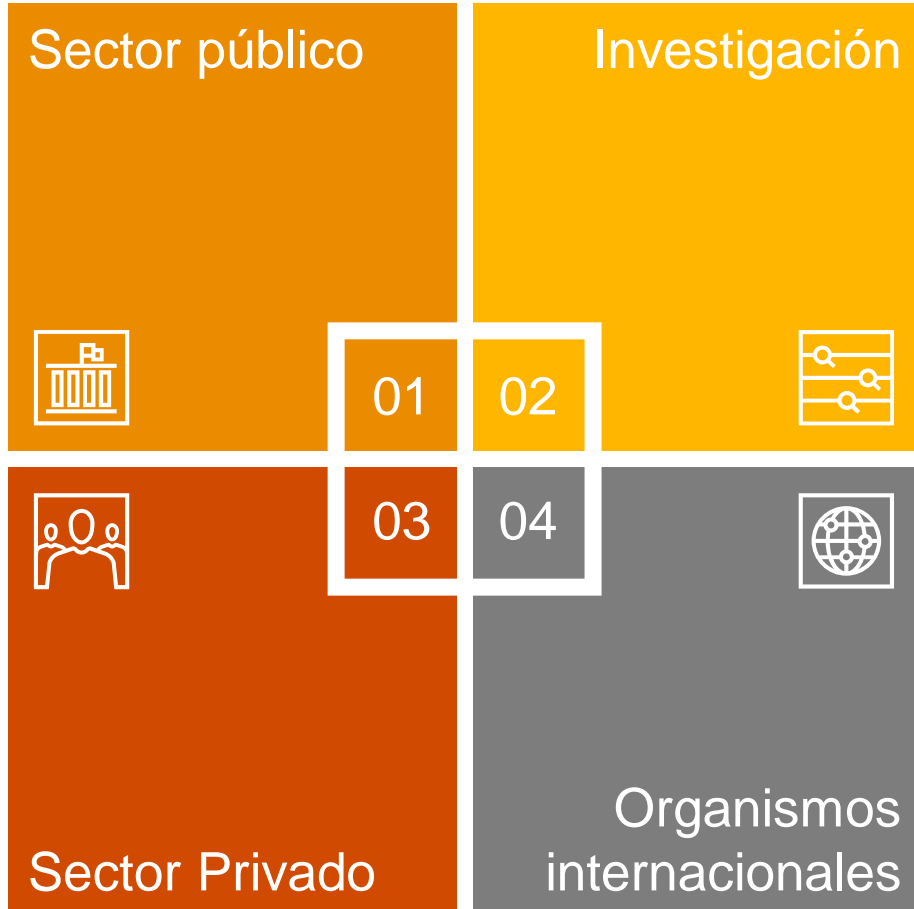 Sector público
Investigación
01
02
03
04
Sector Privado
Organismos
internacionales